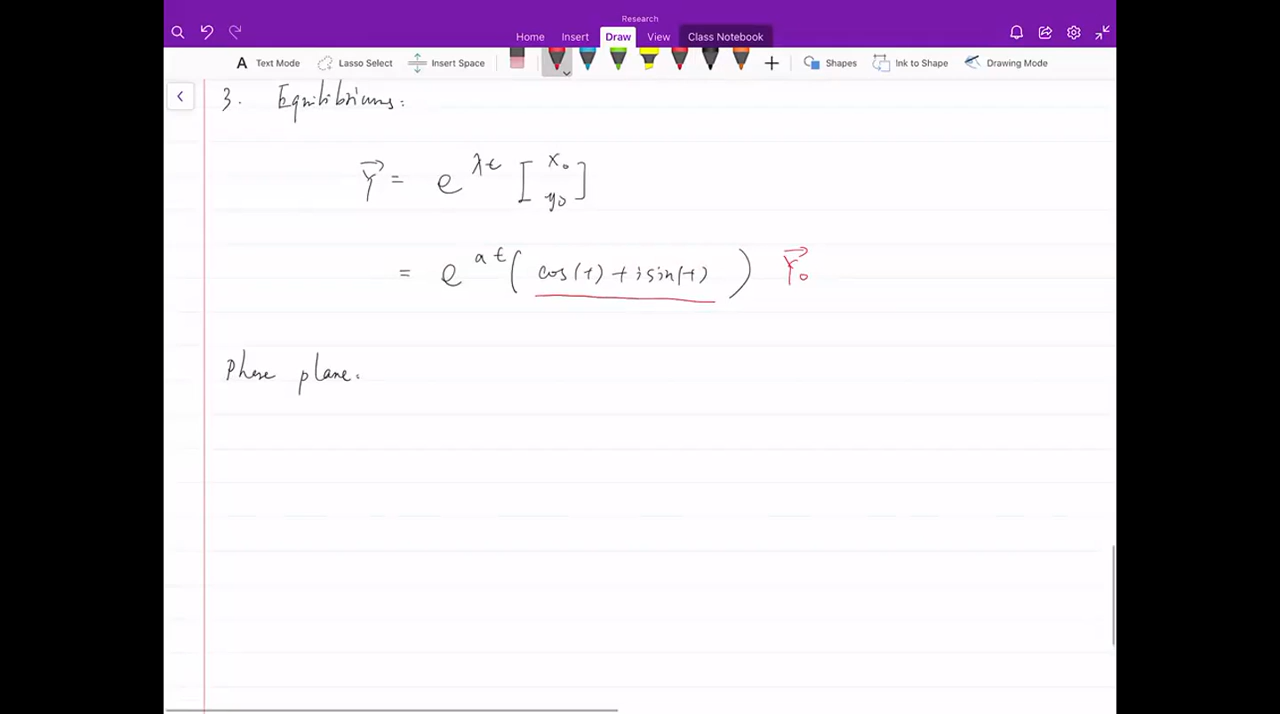 Research
Home Insert Draw View Class Notebook
Text Mode Lasso Select Insert Space Shapes Ink to Shape Drawing Mode
3. Equilibriums:
Y⃗ = e^{λt} [x₀ y₀]
= e^{at} (cos(t) + i sin(t)) Y⃗₀
Phase plane.